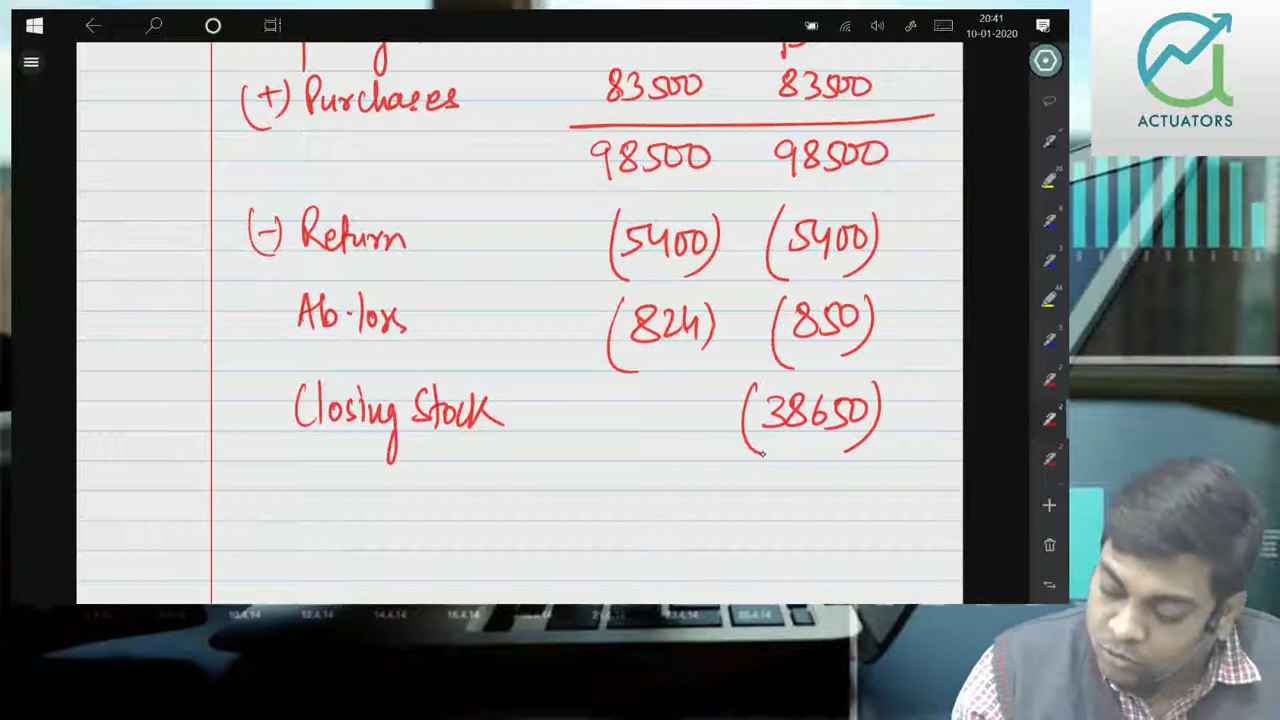 20:41
10-01-2020
ACTUATORS
(+) Purchases 83500 83500
98500 98500
(-) Return (5400) (5400)
Ab. loss (824) (850)
Closing Stock (38650)